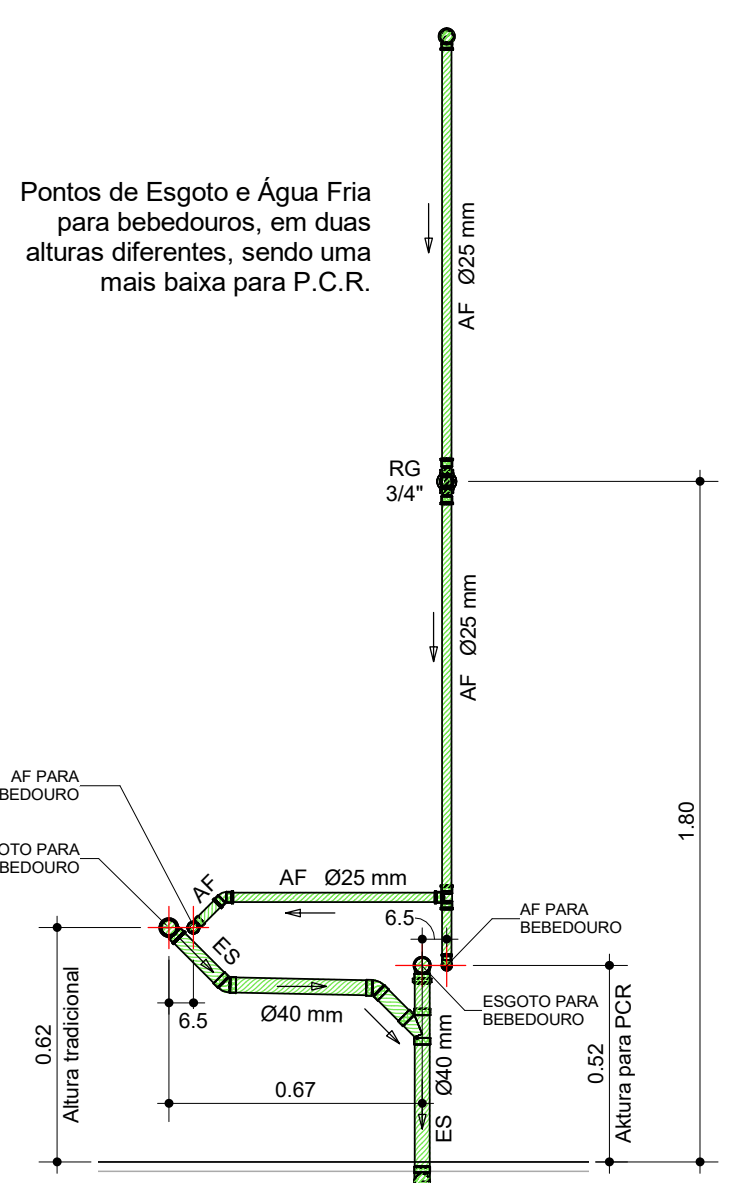 Pontos de Esgoto e Água Fria
para bebedouros, em duas
alturas diferentes, sendo uma
mais baixa para P.C.R.
AF Ø25 mm
RG
3/4"
AF Ø25 mm
1.80
AF PARA
BEDOURO
OTO PARA
BEDOURO
AF
AF Ø25 mm
6.5
AF PARA
BEBEDOURO
ES
ESGOTO PARA
BEBEDOURO
6.5
Ø40 mm
0.62
Altura tradicional
0.67
ES Ø40 mm
0.52
Aktura para PCR